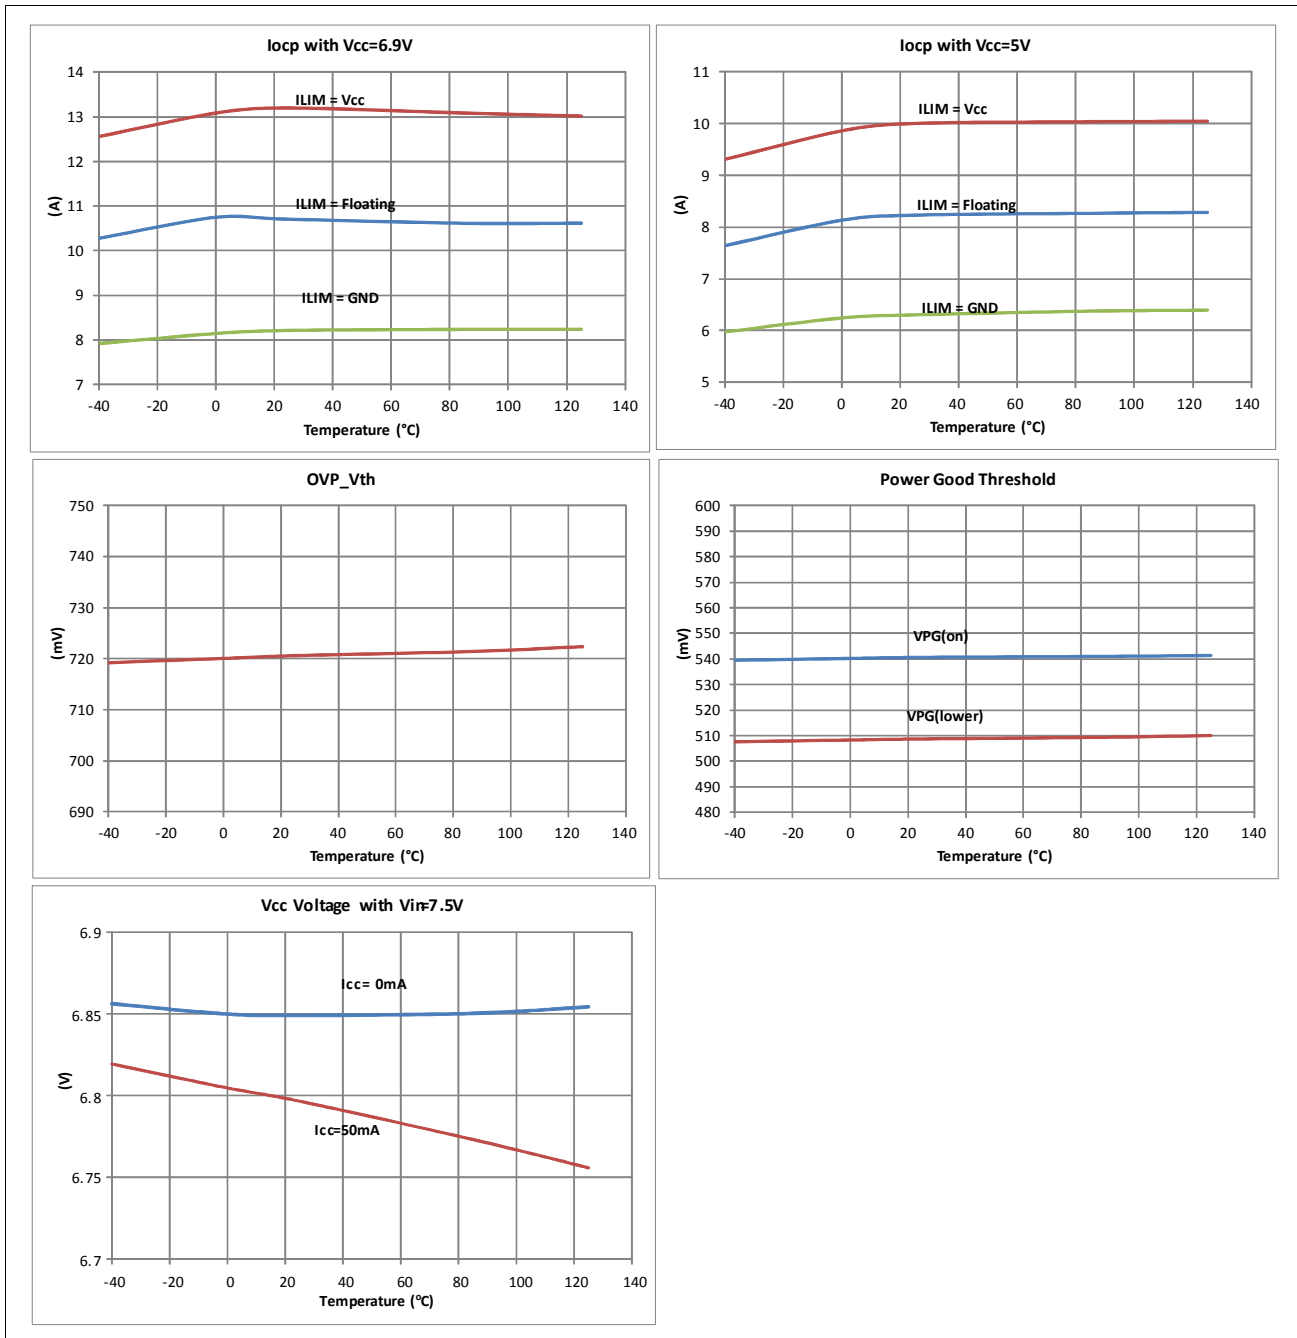 Iocp with Vcc=6.9V
14
13
12
11
10
9
8
7
(A)
ILIM = Vcc
ILIM = Floating
ILIM = GND
-40 -20 0 20 40 60 80 100 120 140
Temperature (°C)
Iocp with Vcc=5V
11
10
9
8
7
6
5
(A)
ILIM = Vcc
ILIM = Floating
ILIM = GND
-40 -20 0 20 40 60 80 100 120 140
Temperature (°C)
OVP_Vth
750
740
730
720
710
700
690
(mV)
-40 -20 0 20 40 60 80 100 120 140
Temperature (°C)
Power Good Threshold
600
590
580
570
560
550
540
530
520
510
500
490
480
(mV)
VPG(on)
VPG(lower)
-40 -20 0 20 40 60 80 100 120 140
Temperature (°C)
Vcc Voltage with Vin=7.5V
6.9
6.85
6.8
6.75
6.7
(V)
Icc= 0mA
Icc=50mA
-40 -20 0 20 40 60 80 100 120 140
Temperature (°C)